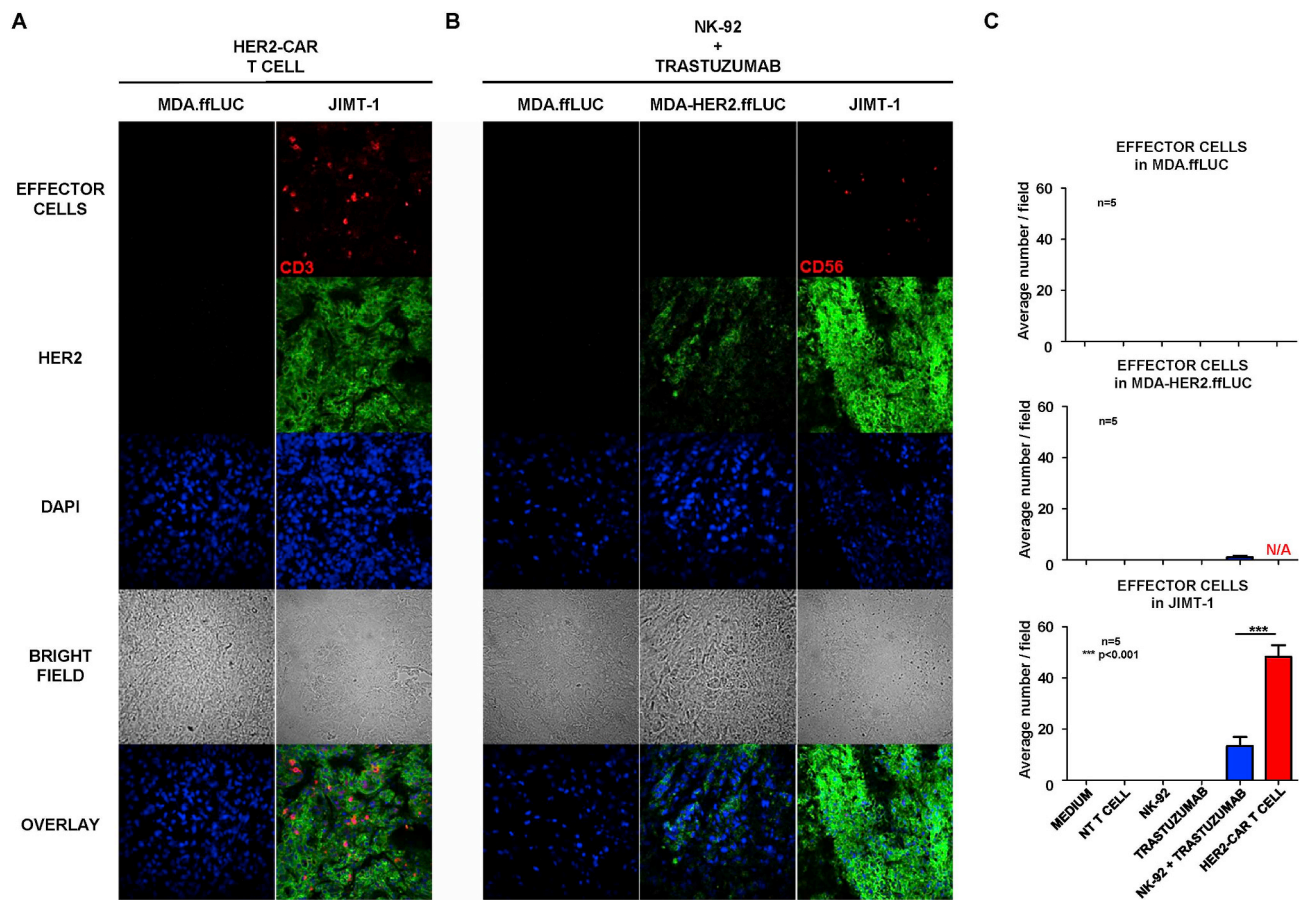 A
HER2-CAR
T CELL
MDA.ffLUC
JIMT-1
EFFECTOR
CELLS
CD3
HER2
DAPI
BRIGHT
FIELD
OVERLAY
B
NK-92
+
TRASTUZUMAB
MDA.ffLUC
MDA-HER2.ffLUC
JIMT-1
CD56
C
EFFECTOR CELLS
in MDA.ffLUC
Average number / field
60
40
20
0
n=5
EFFECTOR CELLS
in MDA-HER2.ffLUC
Average number / field
60
40
20
0
n=5
N/A
EFFECTOR CELLS
in JIMT-1
Average number / field
60
40
20
0
n=5
*** p<0.001
***
MEDIUM
NT T CELL
NK-92
TRASTUZUMAB
NK-92 + TRASTUZUMAB
HER2-CAR T CELL